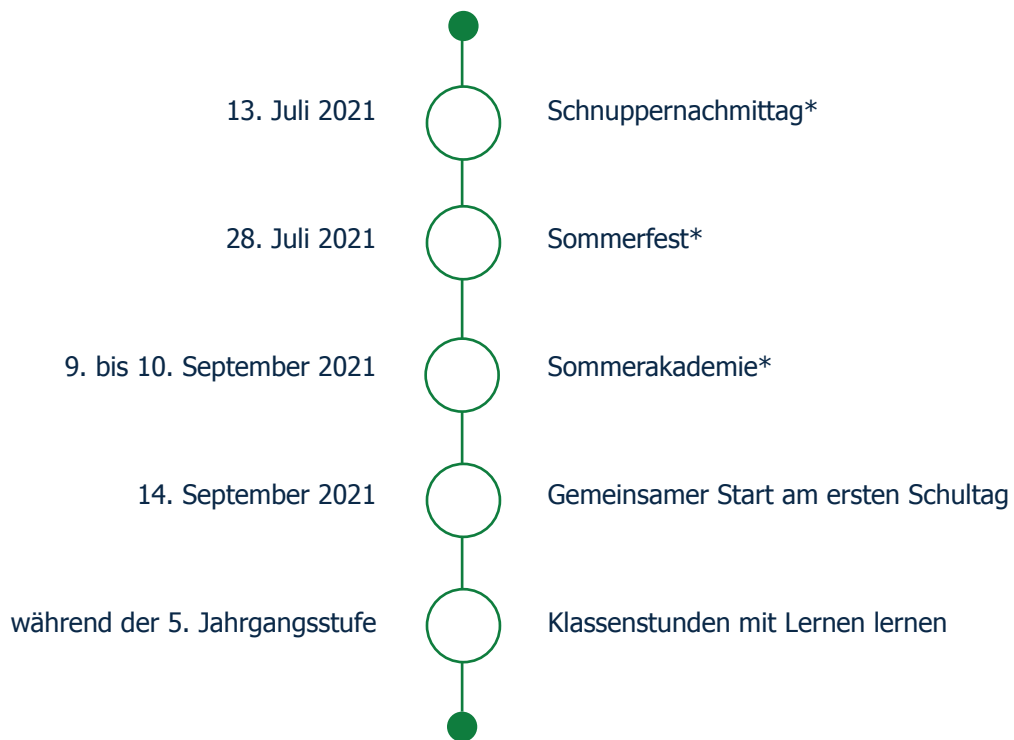 13. Juli 2021 Schnuppernachmittag*
28. Juli 2021 Sommerfest*
9. bis 10. September 2021 Sommerakademie*
14. September 2021 Gemeinsamer Start am ersten Schultag
während der 5. Jahrgangsstufe Klassenstunden mit Lernen lernen